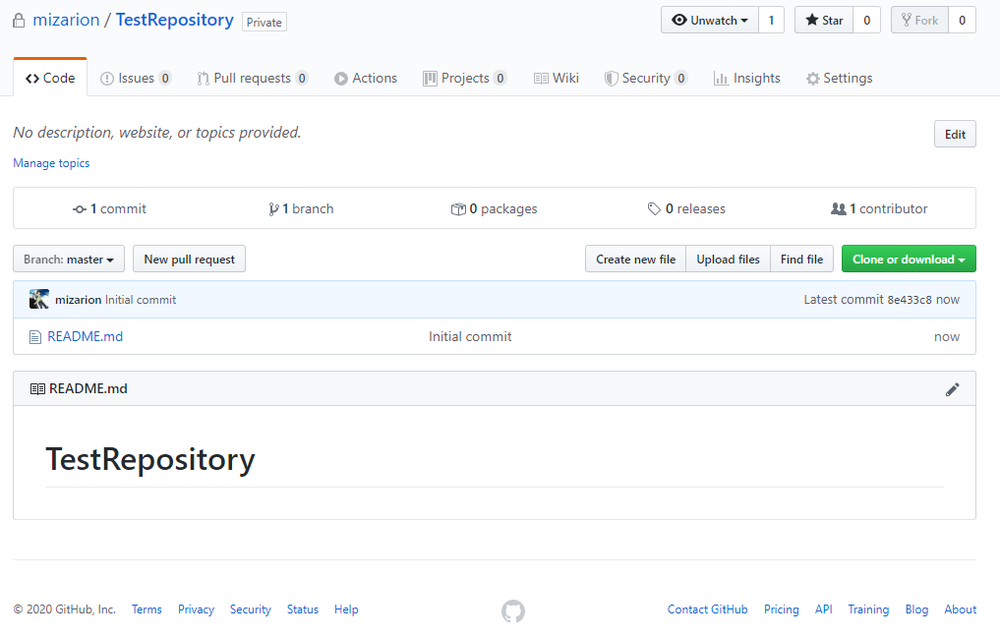 mizarion / TestRepository Private Unwatch 1 Star 0 Fork 0
Code Issues 0 Pull requests 0 Actions Projects 0 Wiki Security 0 Insights Settings
No description, website, or topics provided. Edit
Manage topics
1 commit 1 branch 0 packages 0 releases 1 contributor
Branch: master New pull request Create new file Upload files Find file Clone or download
mizarion Initial commit Latest commit 8e433c8 now
README.md Initial commit now
README.md
TestRepository
© 2020 GitHub, Inc. Terms Privacy Security Status Help Contact GitHub Pricing API Training Blog About